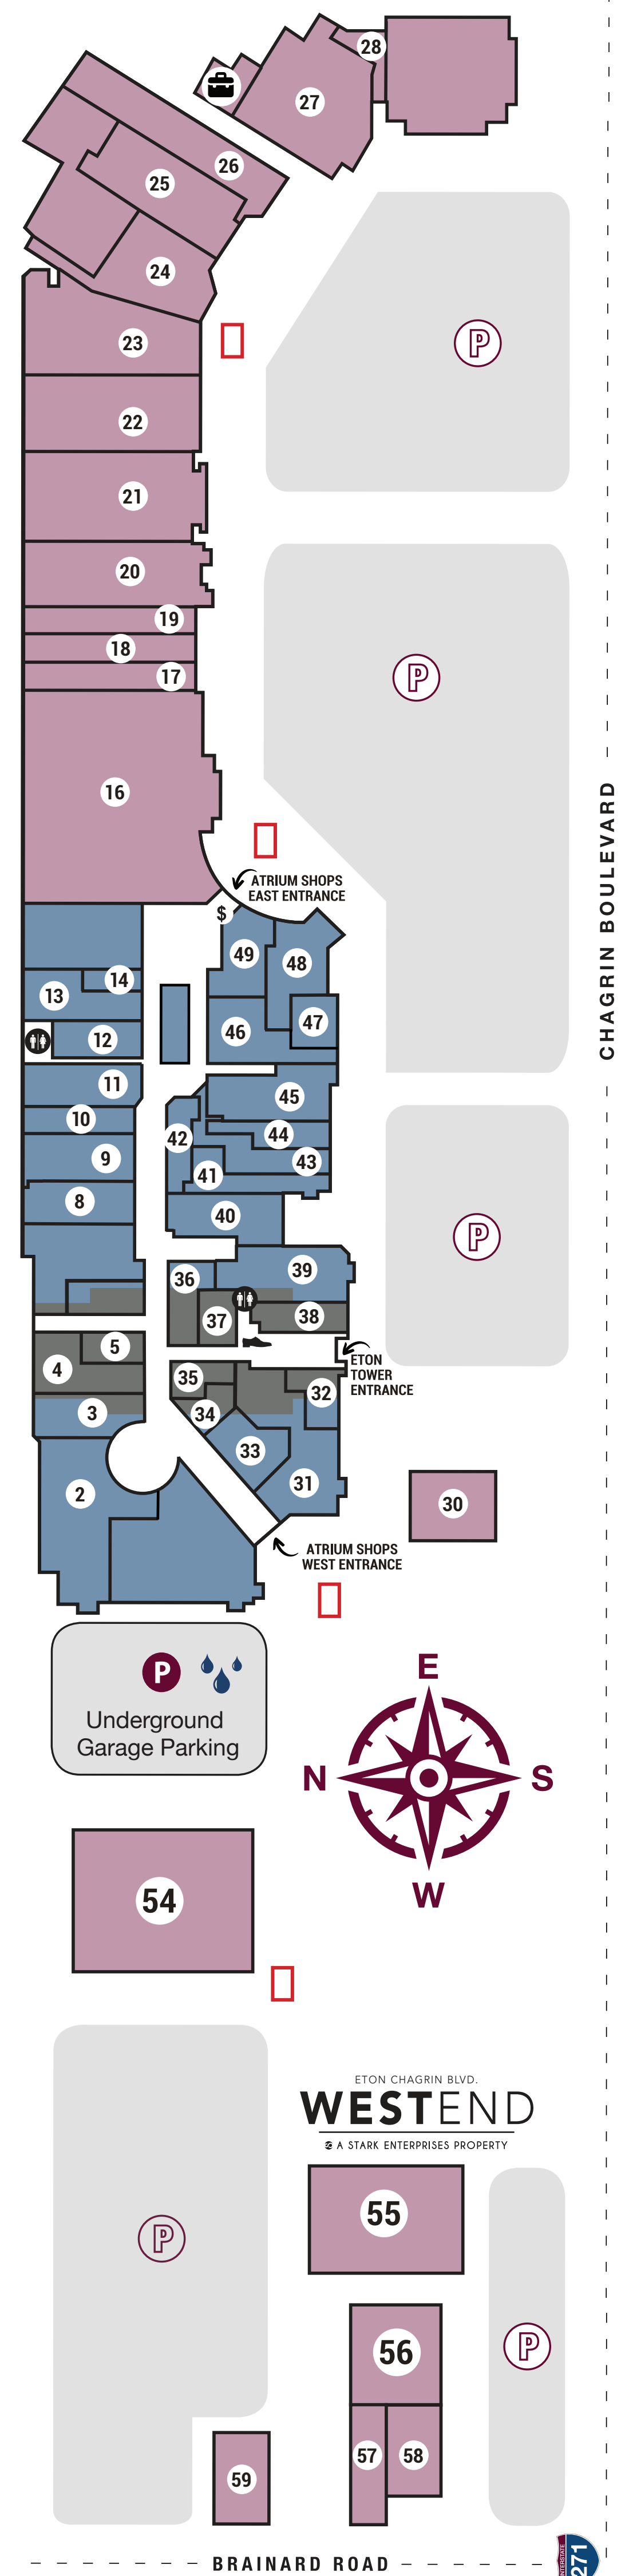 28
27
26
25
24
23
P
22
21
20
19
18
17
P
16
ATRIUM SHOPS
EAST ENTRANCE
$
49
48
14
13
47
46
12
11
45
10
44
42
43
9
41
8
40
P
39
36
38
37
5
4
ETON
TOWER
ENTRANCE
35
32
34
3
33
31
2
30
ATRIUM SHOPS
WEST ENTRANCE
CHAGRIN BOULEVARD
P
Underground
Garage Parking
E
N
S
W
54
ETON CHAGRIN BLVD.
WESTEND
A STARK ENTERPRISES PROPERTY
55
P
56
P
57
58
59
BRAINARD ROAD
INTERSTATE
271